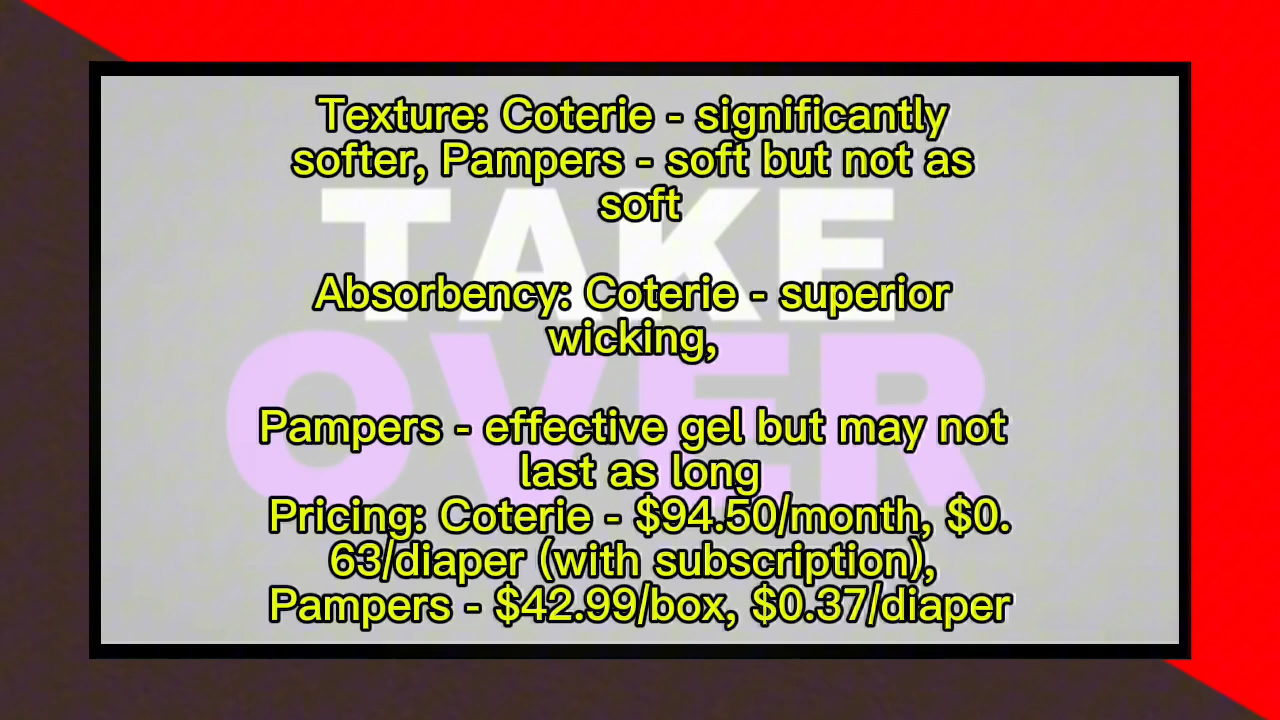 Texture: Coterie - significantly
softer, Pampers - soft but not as
soft
TAKE
Absorbency: Coterie - superior
wicking,
OVER
Pampers - effective gel but may not
last as long
Pricing: Coterie - $94.50/month, $0.
63/diaper (with subscription),
Pampers - $42.99/box, $0.37/diaper